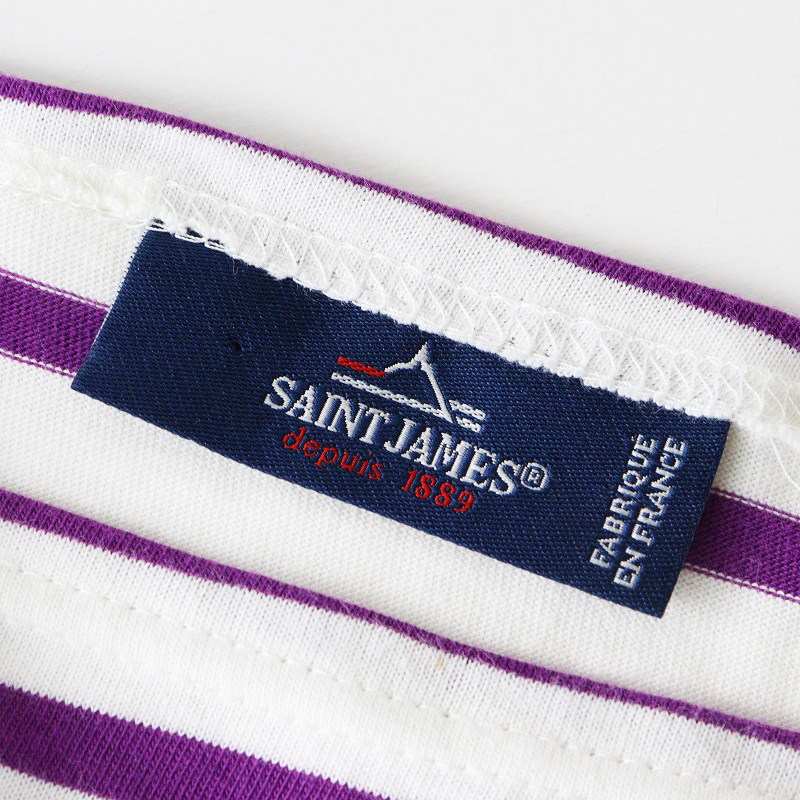 SAINT JAMES®
depuis 1889
FABRIQUE
EN FRANCE